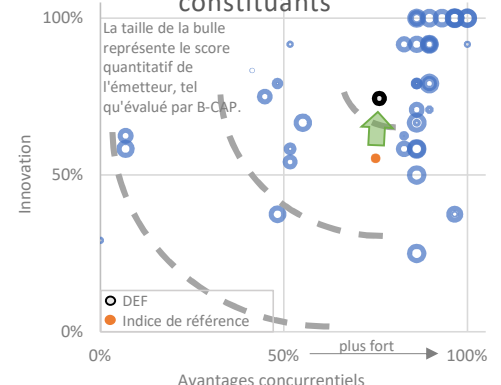 constituants
100%
La taille de la bulle
représente le score
quantitatif de
l'émetteur, tel
qu'évalué par B-CAP.
Innovation
50%
DEF
Indice de référence
0%
0%
50%
plus fort
100%
Avantages concurrentiels